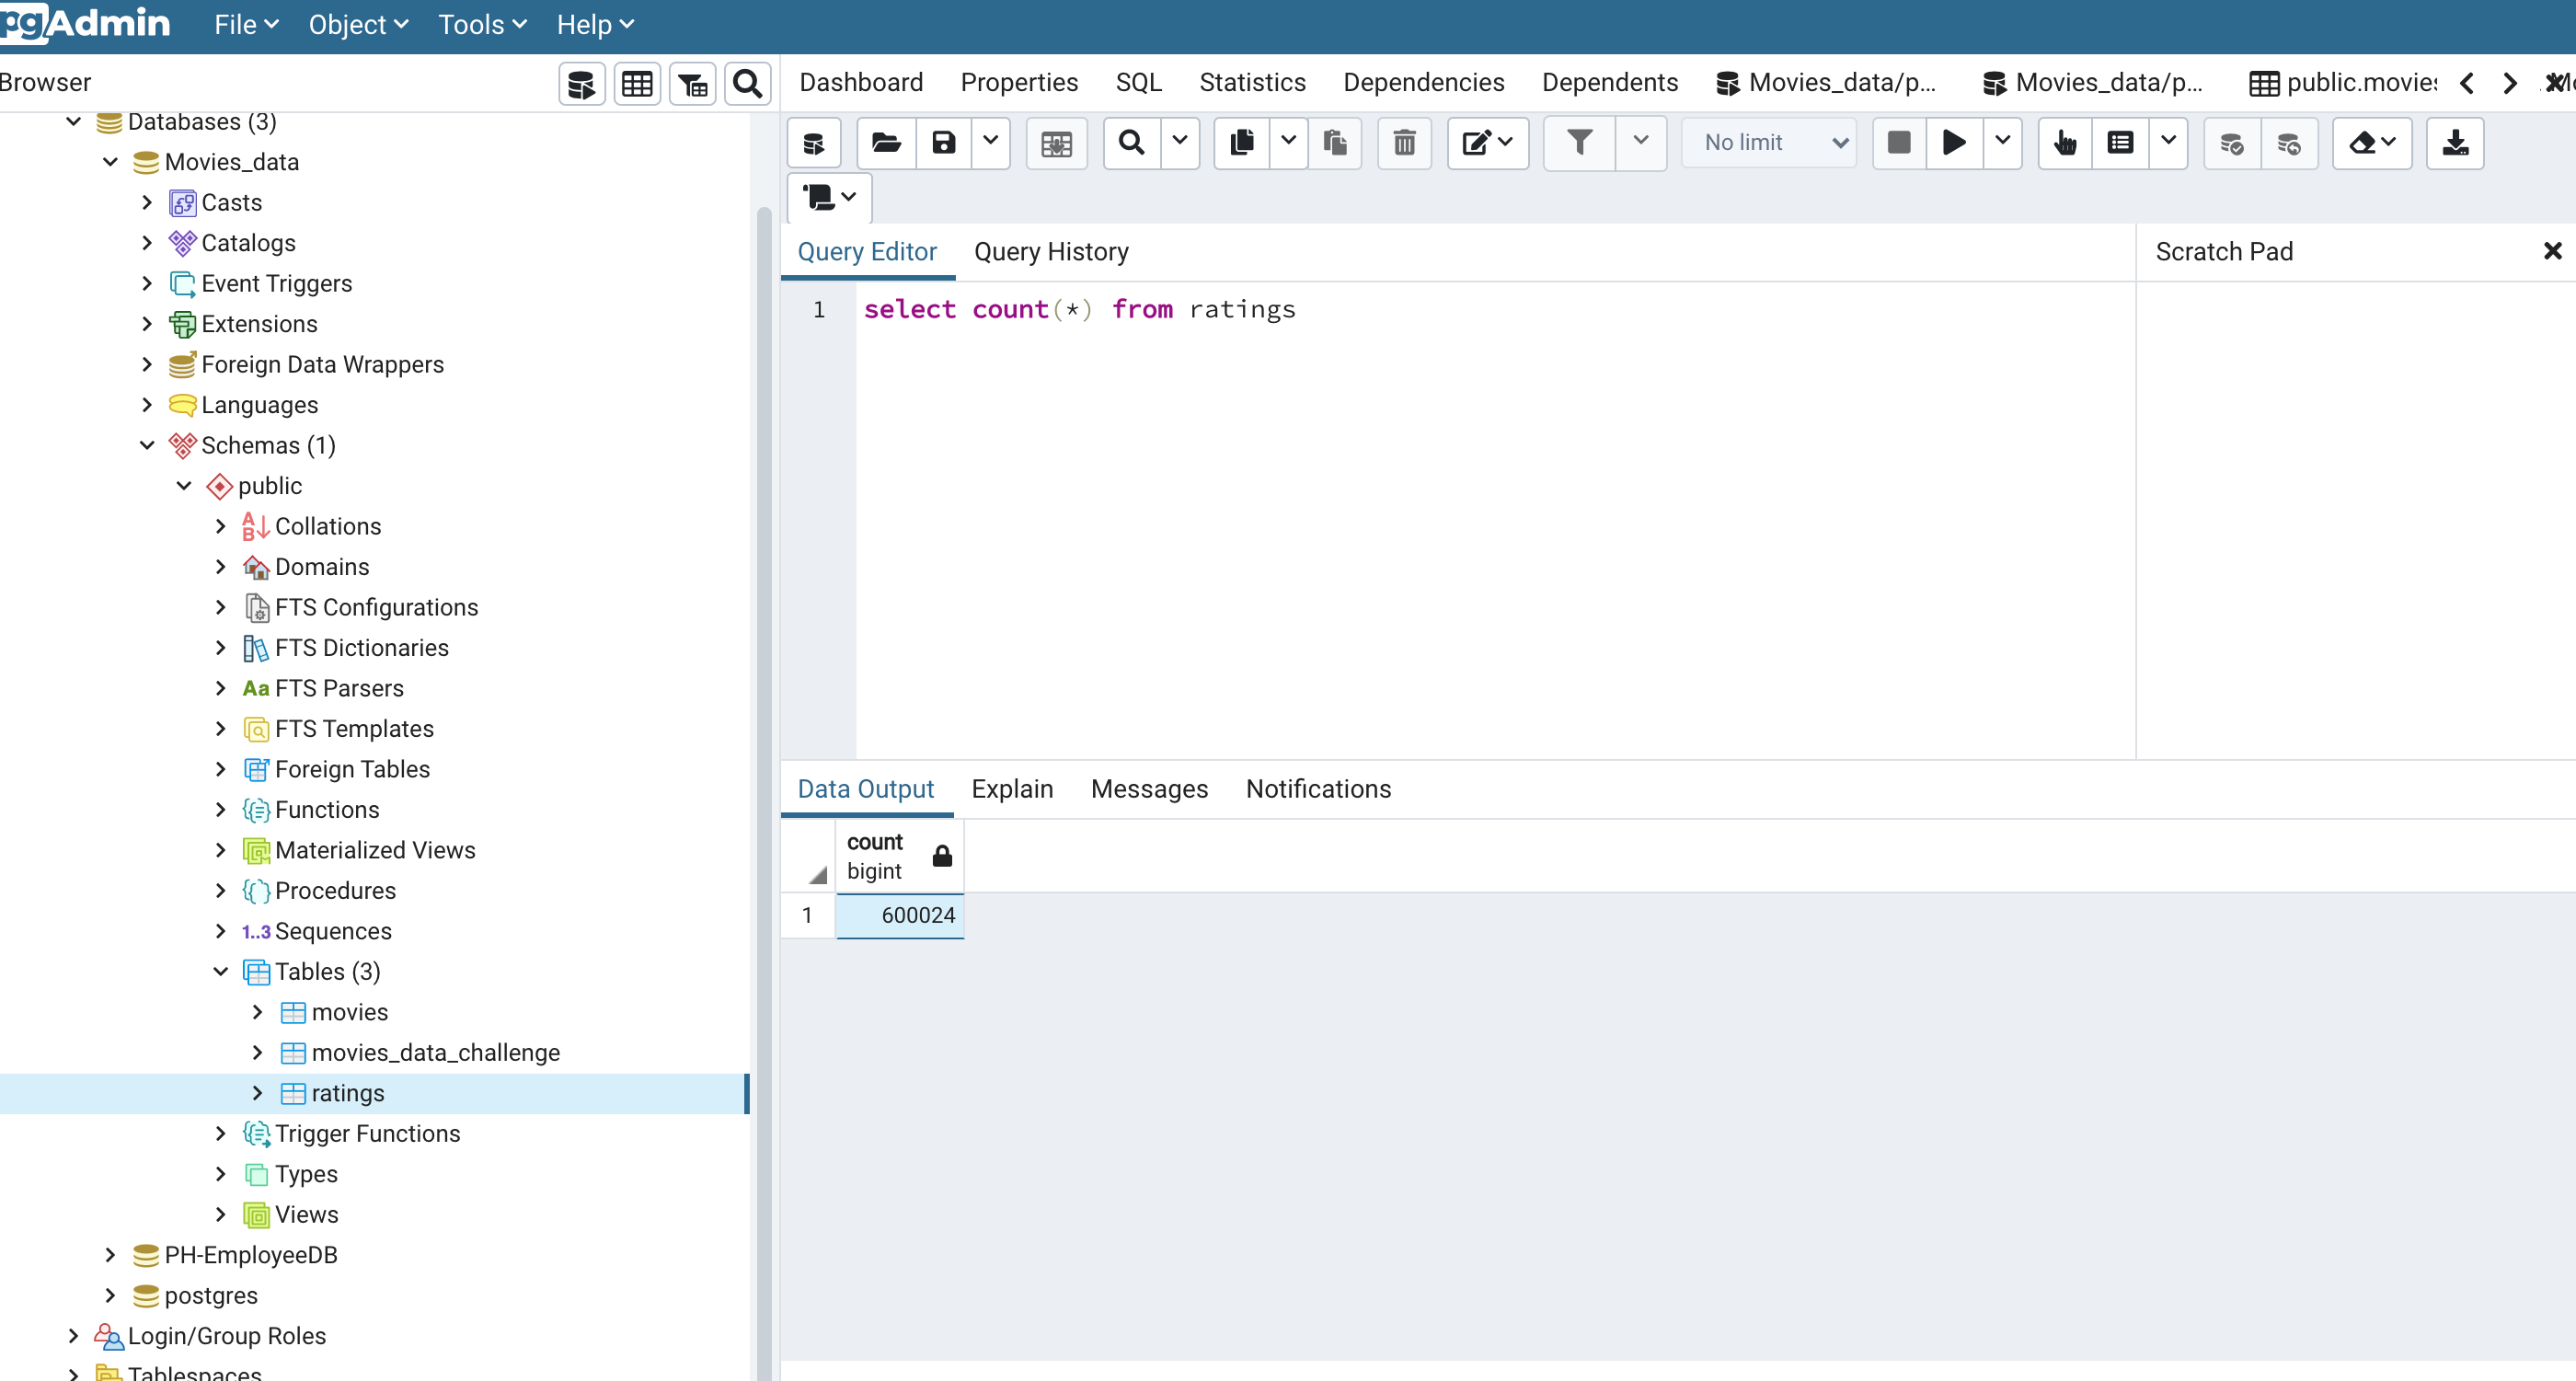 pgAdmin File Object Tools Help
Browser
Dashboard Properties SQL Statistics Dependencies Dependents Movies_data/p... Movies_data/p... public.movies
Databases (3)
Movies_data
Casts
Catalogs
Event Triggers
Extensions
Foreign Data Wrappers
Languages
Schemas (1)
public
Collations
Domains
FTS Configurations
FTS Dictionaries
Aa FTS Parsers
FTS Templates
Foreign Tables
Functions
Materialized Views
Procedures
1..3 Sequences
Tables (3)
movies
movies_data_challenge
ratings
Trigger Functions
Types
Views
PH-EmployeeDB
postgres
Login/Group Roles
Tablespaces
No limit
Query Editor Query History
Scratch Pad
1 select count(*) from ratings
Data Output Explain Messages Notifications
count
bigint
1 600024